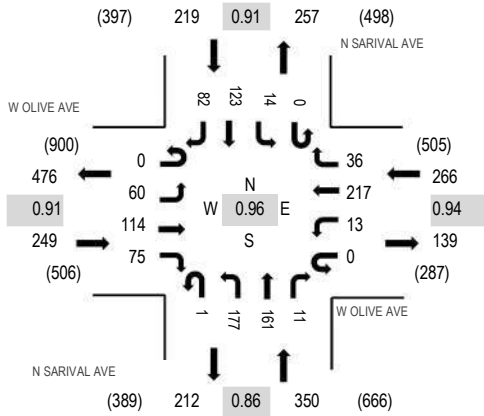 (397) 219 0.91 257 (498)
N SARIVAL AVE
82 123 14 0
W OLIVE AVE
(900) 0 36 (505)
476 60 N 217 266
0.91 W 0.96 E 0.94
249 114 S 13 139
(506) 75 0 (287)
1 177 161 11
W OLIVE AVE
N SARIVAL AVE
(389) 212 0.86 350 (666)